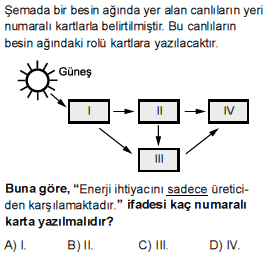 Şemada bir besin ağında yer alan canlıların yeri
numaralı kartlarla belirtilmiştir. Bu canlıların
besin ağındaki rolü kartlara yazılacaktır.
Güneş
I
II
IV
III
Buna göre, “Enerji ihtiyacını sadece üretici-
den karşılamaktadır.” ifadesi kaç numaralı
karta yazılmalıdır?
A) I. B) II. C) III. D) IV.